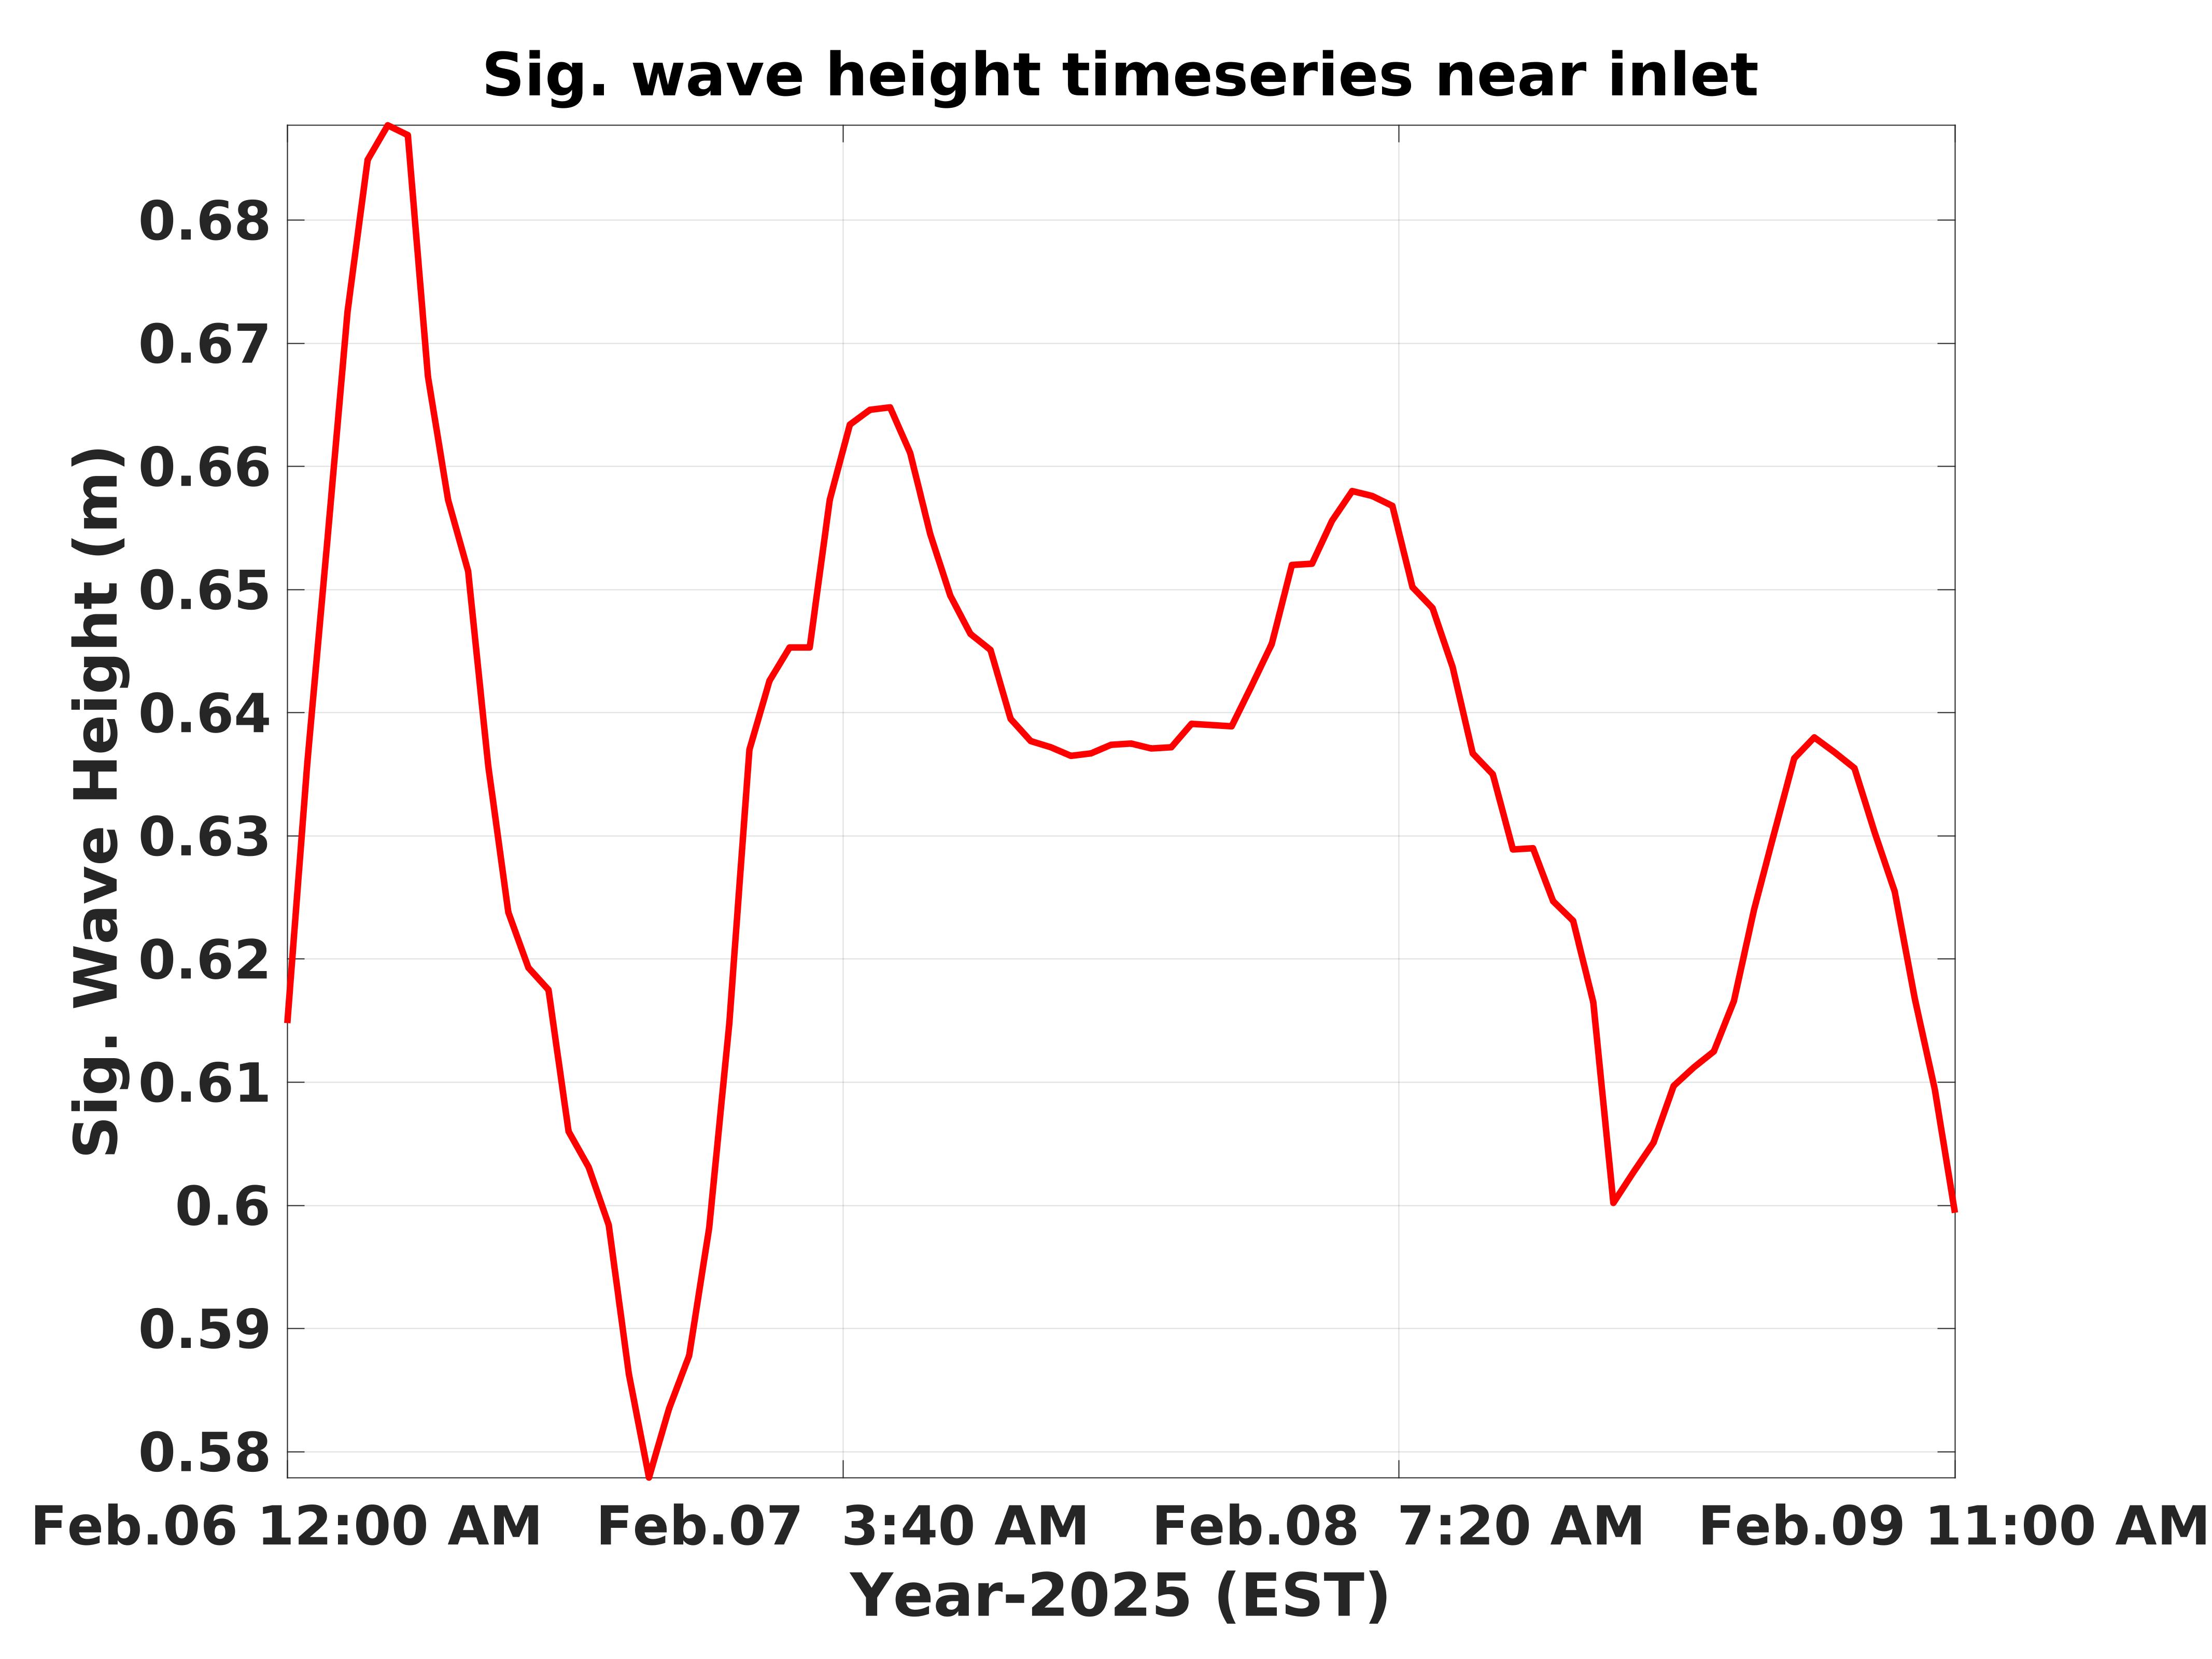 Sig. wave height timeseries near inlet
Sig. Wave Height (m)
0.68
0.67
0.66
0.65
0.64
0.63
0.62
0.61
0.6
0.59
0.58
Feb.06 12:00 AM Feb.07 3:40 AM Feb.08 7:20 AM Feb.09 11:00 AM
Year-2025 (EST)